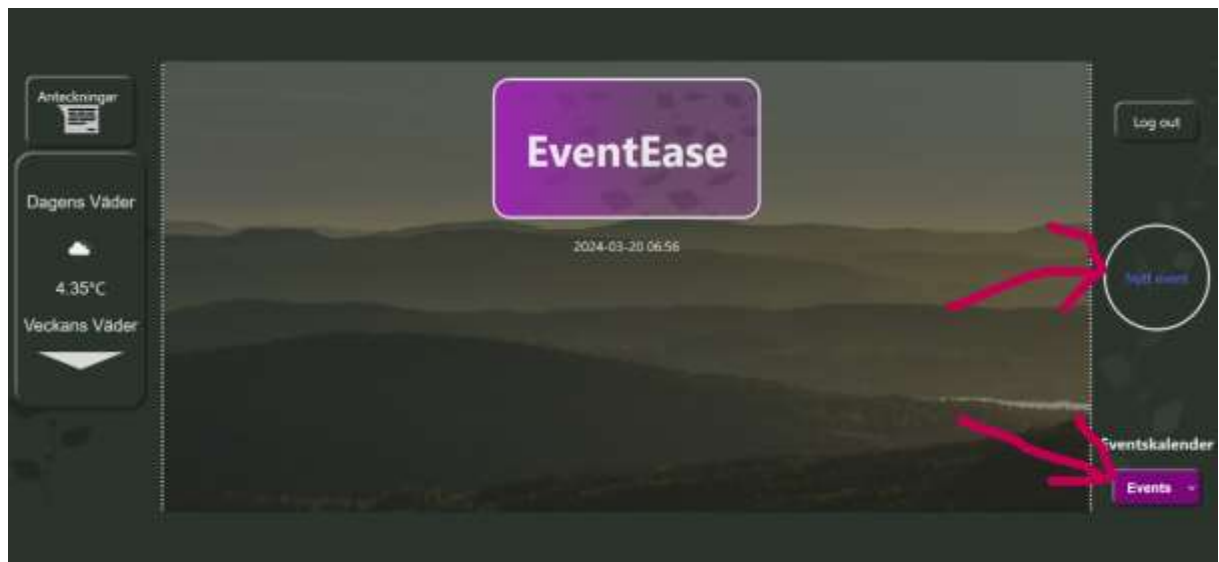 Anteckningar
Dagens Väder
4.35°C
Veckans Väder
EventEase
2024-03-20 06:56
Log out
Nytt event
Eventskalender
Events